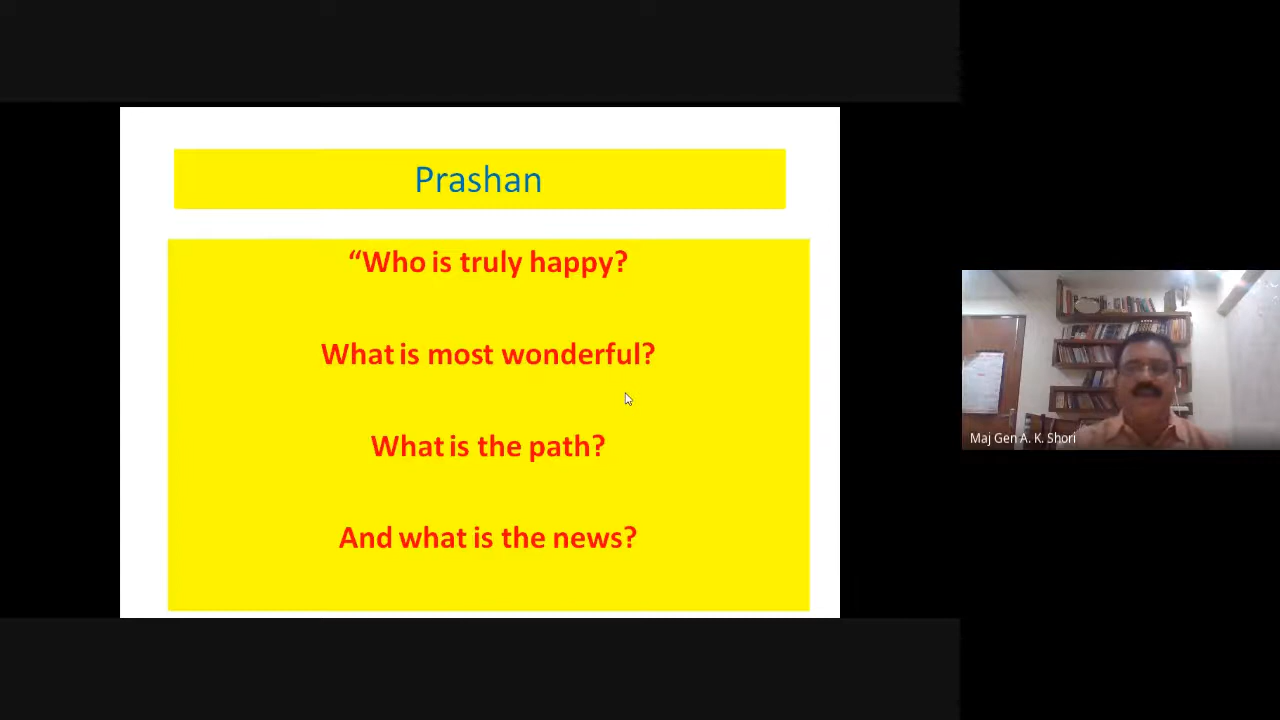 Prashan
“Who is truly happy?
What is most wonderful?
What is the path?
And what is the news?
Maj Gen A. K. Shori